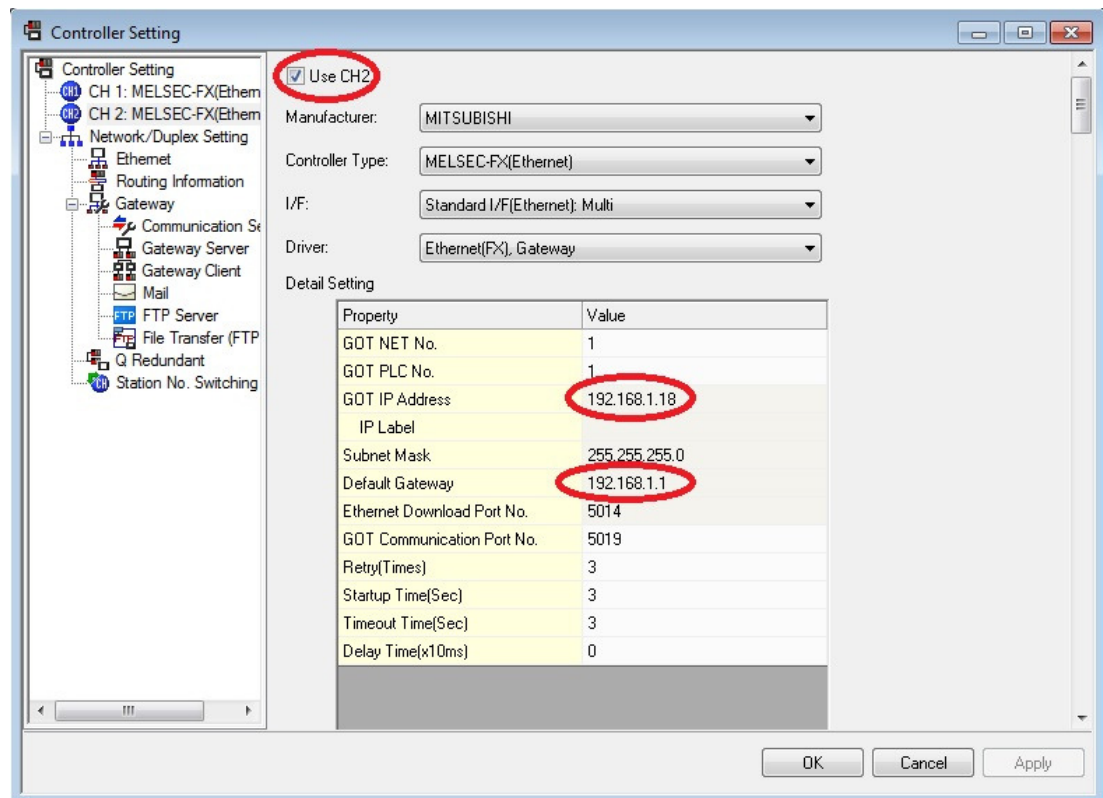 Controller Setting
Controller Setting
CH1 CH 1: MELSEC-FX(Ethern
CH2 CH 2: MELSEC-FX(Ethern
Network/Duplex Setting
Ethernet
Routing Information
Gateway
Communication Se
Gateway Server
Gateway Client
Mail
FTP FTP Server
File Transfer (FTP
Q Redundant
CH Station No. Switching
Use CH2
Manufacturer: MITSUBISHI
Controller Type: MELSEC-FX(Ethernet)
I/F: Standard I/F(Ethernet): Multi
Driver: Ethernet(FX), Gateway
Detail Setting
Property Value
GOT NET No. 1
GOT PLC No. 1
GOT IP Address 192.168.1.18
IP Label
Subnet Mask 255.255.255.0
Default Gateway 192.168.1.1
Ethernet Download Port No. 5014
GOT Communication Port No. 5019
Retry(Times) 3
Startup Time(Sec) 3
Timeout Time(Sec) 3
Delay Time(x10ms) 0
OK Cancel Apply